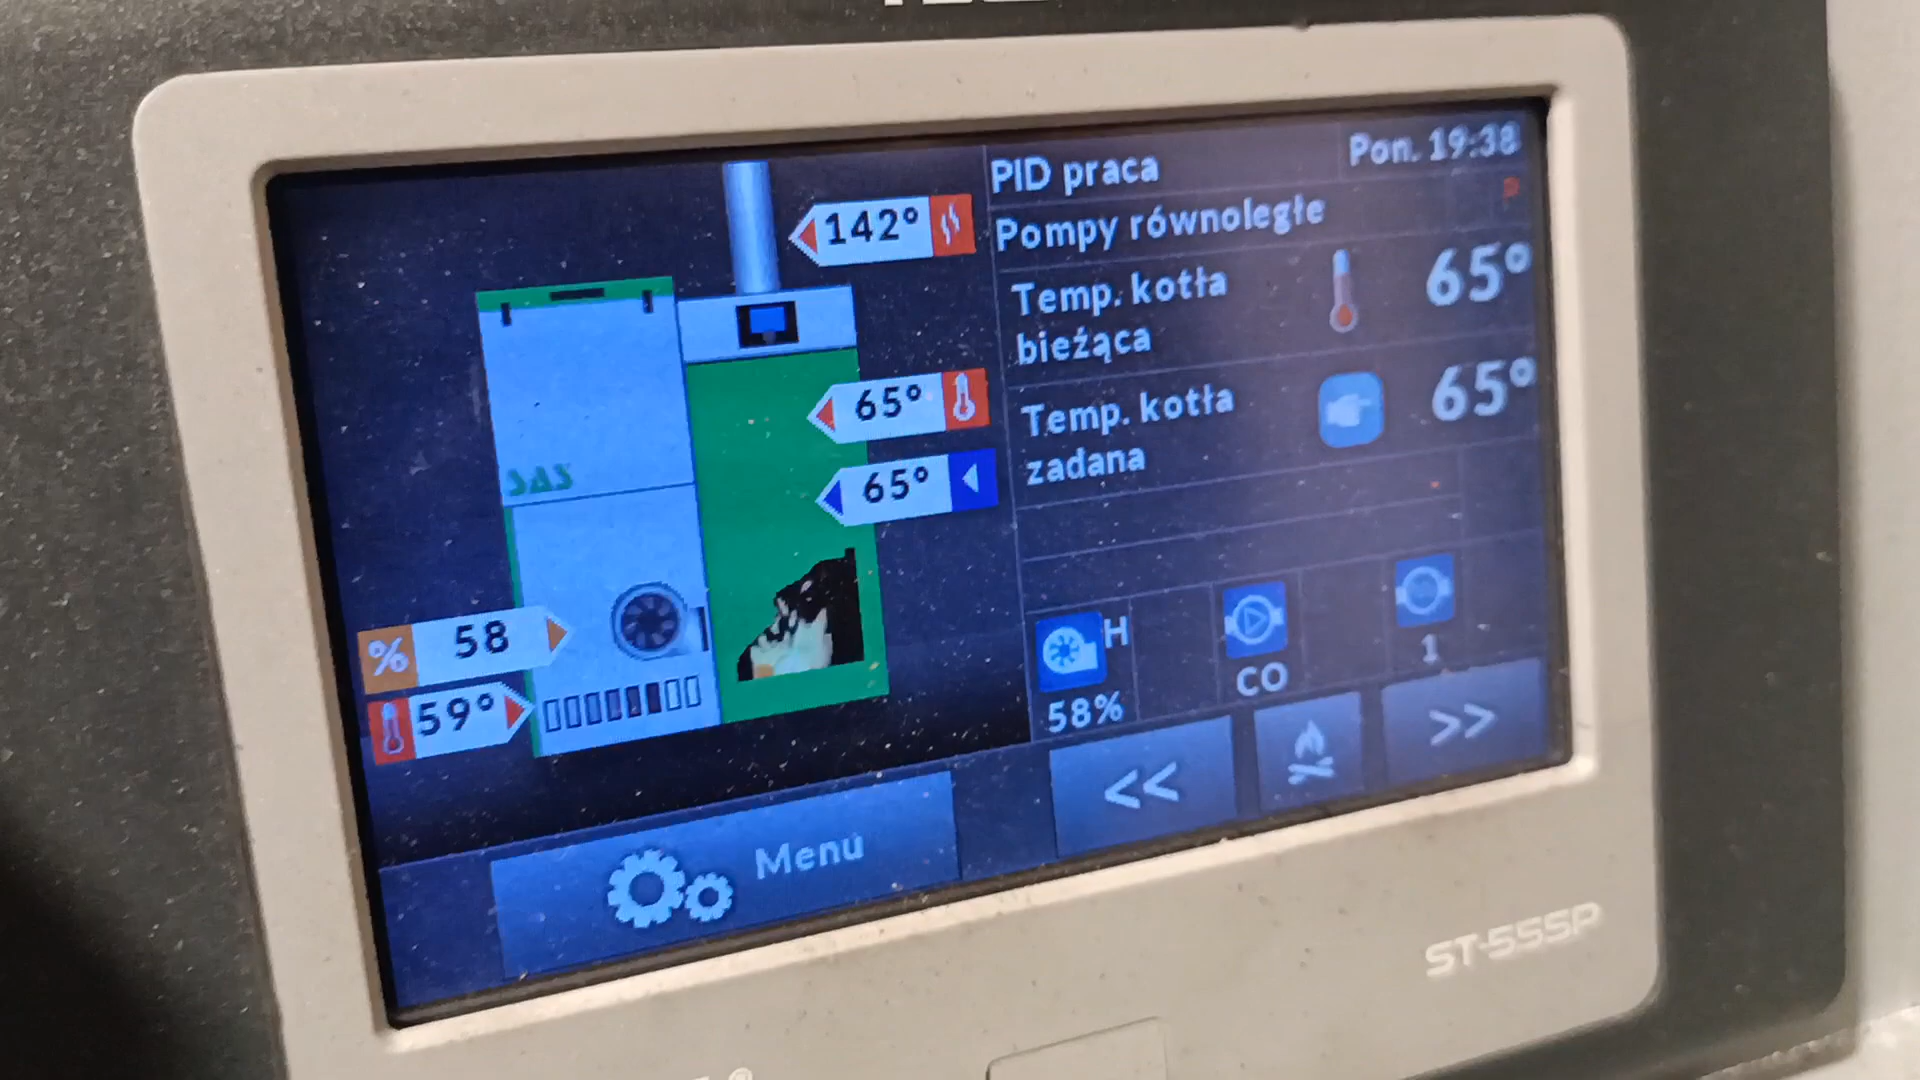 Pon. 19:38
PID praca
Pompy równoległe
142°
Temp. kotła
bieżąca
65°
65°
Temp. kotła
zadana
65°
65°
SAS
% 58
59°
H
58%
CO
1
<< >>
Menu
ST-555P